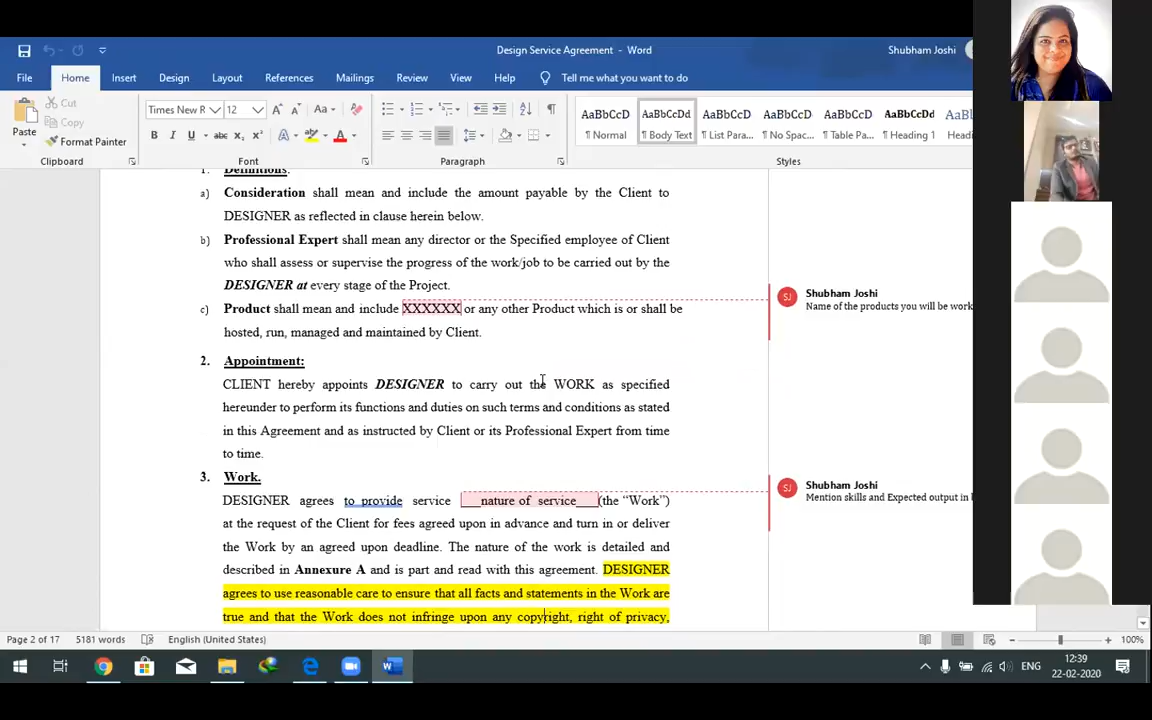 Design Service Agreement - Word
Shubham Joshi
File Home Insert Design Layout References Mailings Review View Help Tell me what you want to do
Paste
Cut
Copy
Format Painter
Times New R 12
Aa
B I U abc x₂ x² A ab A
AaBbCcD AaBbCcDd AaBbCcD AaBbCcD AaBbCcD AaBbCcD AaBbC
¶ Normal ¶ Body Text ¶ List Para... ¶ No Spac... ¶ Table Pa... ¶ Heading 1 Headi
Clipboard Font Paragraph Styles
1. Definitions:
a) Consideration shall mean and include the amount payable by the Client to
DESIGNER as reflected in clause herein below.
b) Professional Expert shall mean any director or the Specified employee of Client
who shall assess or supervise the progress of the work/job to be carried out by the
DESIGNER at every stage of the Project.
c) Product shall mean and include XXXXXX or any other Product which is or shall be
hosted, run, managed and maintained by Client.
SJ Shubham Joshi
Name of the products you will be work
2. Appointment:
CLIENT hereby appoints DESIGNER to carry out the WORK as specified
hereunder to perform its functions and duties on such terms and conditions as stated
in this Agreement and as instructed by Client or its Professional Expert from time
to time.
3. Work.
DESIGNER agrees to provide service ___nature of service___(the “Work”)
at the request of the Client for fees agreed upon in advance and turn in or deliver
the Work by an agreed upon deadline. The nature of the work is detailed and
described in Annexure A and is part and read with this agreement. DESIGNER
agrees to use reasonable care to ensure that all facts and statements in the Work are
true and that the Work does not infringe upon any copyright, right of privacy,
SJ Shubham Joshi
Mention skills and Expected output in b
Page 2 of 17 5181 words English (United States) 100%
ENG
12:39
22-02-2020